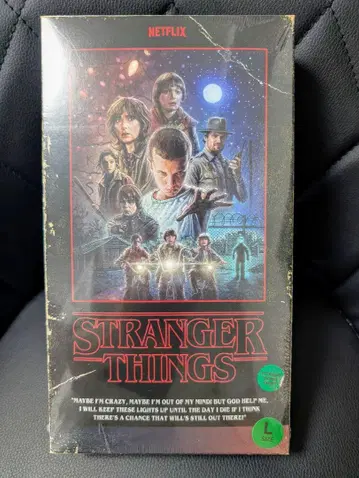 NETFLIX
STRANGER
THINGS
"MAYBE I'M CRAZY, MAYBE I'M OUT OF MY MIND! BUT GOD HELP ME,
I WILL KEEP THESE LIGHTS UP UNTIL THE DAY I DIE IF I THINK
THERE'S A CHANCE THAT WILL'S STILL OUT THERE!"
L